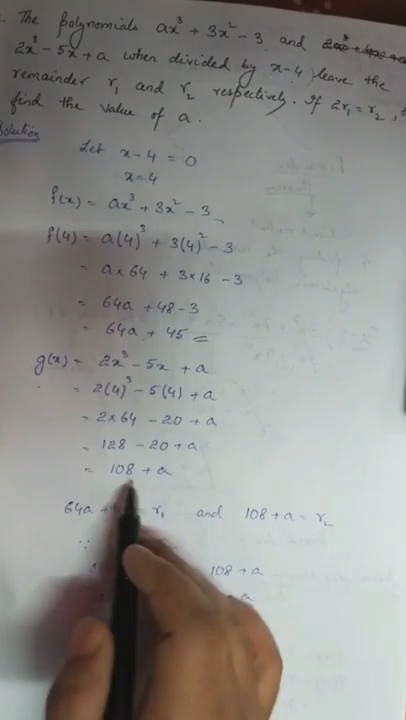 The polynomials ax³ + 3x² - 3 and
2x³ - 5x + a when divided by x-4 leave the
remainder r₁ and r₂ respectively. If 2r₁ = r₂,
find the value of a.
Solution
Let x-4 = 0
x=4
f(x) = ax³ + 3x² - 3
f(4) = a(4)³ + 3(4)² - 3
= a×64 + 3×16 - 3
= 64a + 48-3
= 64a + 45
g(x) = 2x³ - 5x + a
= 2(4)³ - 5(4) + a
= 2×64 - 20 + a
= 128 - 20 + a
= 108 + a
64a + = r₁ and 108+a = r₂
∵
108 + a
a